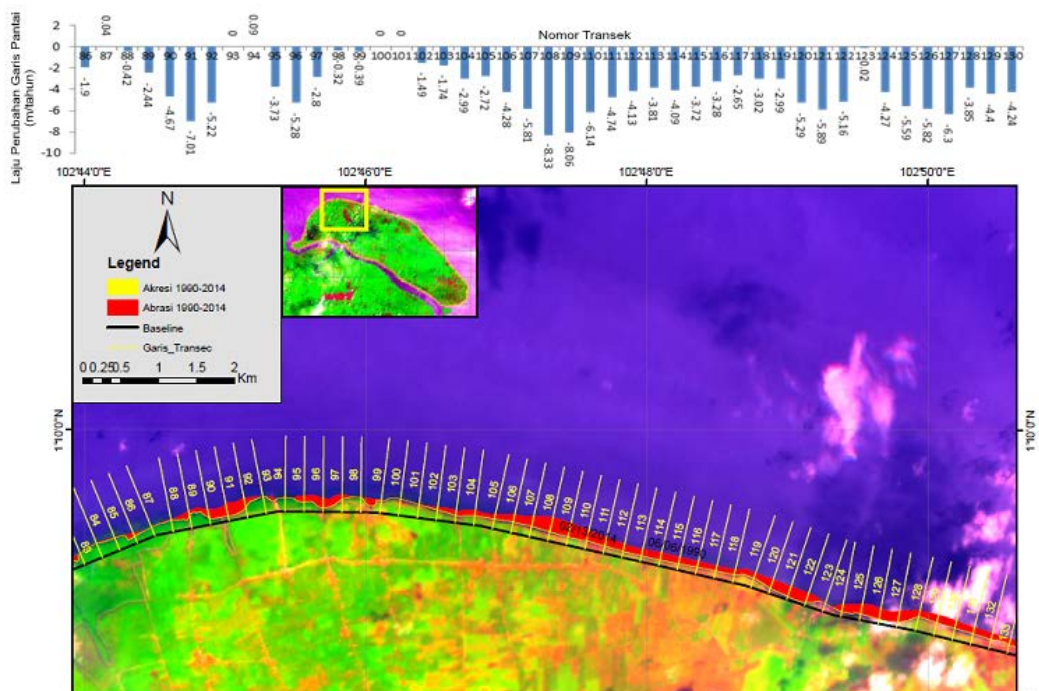 Laju Perubahan Garis Pantai
(m/tahun)
Nomor Transek
2
0
-2
-4
-6
-8
-10
86 87 88 89 90 91 92 93 94 95 96 97 98 99 100 101 102 103 104 105 106 107 108 109 110 111 112 113 114 115 116 117 118 119 120 121 122 123 124 125 126 127 128 129 130
-1.9 0.04 -0.42 -2.44 -4.67 -7.01 -5.22 0 0.09 -3.73 -5.28 -2.8 -0.32 -0.39 0 0 -1.49 -1.74 -2.99 -2.72 -4.28 -5.81 -8.33 -8.06 -6.14 -4.74 -4.13 -3.81 -4.09 -3.72 -3.28 -2.65 -3.02 -2.99 -5.29 -5.89 -5.16 -0.02 -4.27 -5.59 -5.82 -6.3 -3.85 -4.4 -4.24
102°44'0"E 102°46'0"E 102°48'0"E 102°50'0"E
N
Legend
Akresi 1990-2014
Abrasi 1990-2014
Baseline
Garis_Transec
0 0.25 0.5 1 1.5 2
Km
1°1'0"N
1°1'0"N
83 84 85 86 87 88 89 90 91 92 93 94 95 96 97 98 99 100 101 102 103 104 105 106 107 108 109 110 111 112 113 114 115 116 117 118 119 120 121 122 123 124 125 126 127 128 132 133
06/06/1990